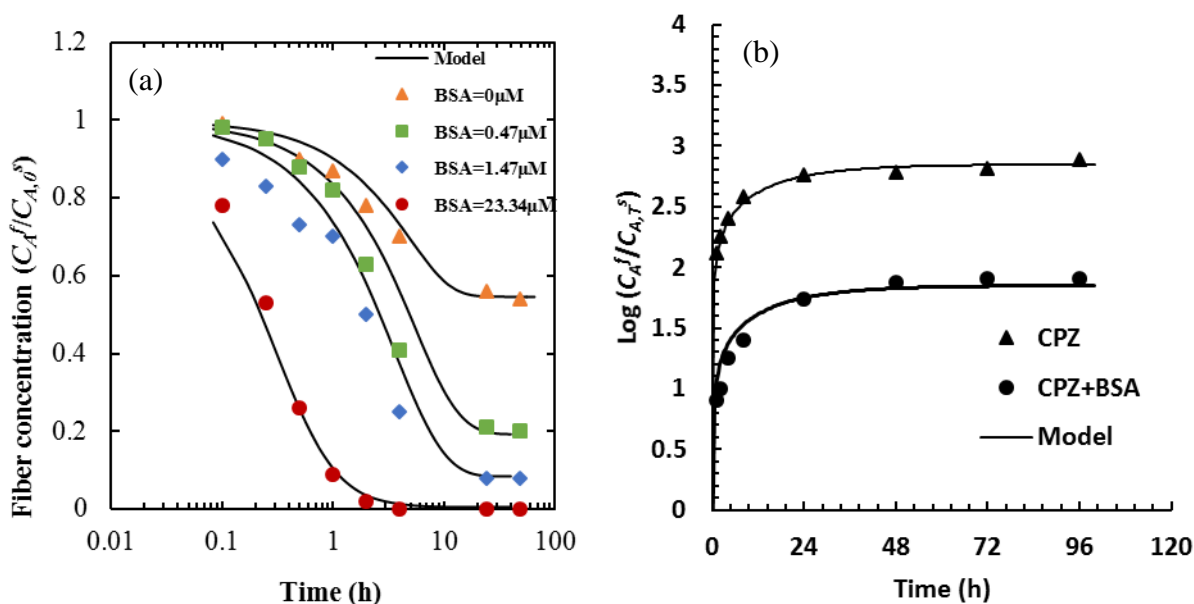 (a)
Fiber concentration (C_A^f/C_A,0^s)
1.2
1
0.8
0.6
0.4
0.2
0
0.01
0.1
1
10
100
Time (h)
Model
BSA=0µM
BSA=0.47µM
BSA=1.47µM
BSA=23.34µM
(b)
Log (C_A^f/C_A,T^s)
4
3.5
3
2.5
2
1.5
1
0.5
0
0
24
48
72
96
120
Time (h)
CPZ
CPZ+BSA
Model